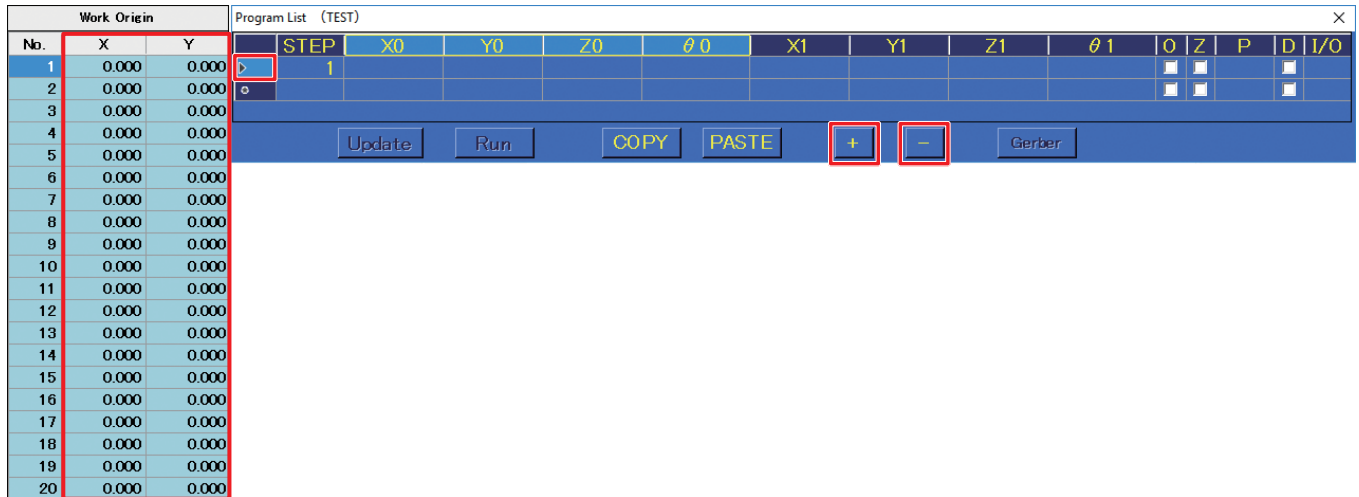 Work Origin
No. X Y
1 0.000 0.000
2 0.000 0.000
3 0.000 0.000
4 0.000 0.000
5 0.000 0.000
6 0.000 0.000
7 0.000 0.000
8 0.000 0.000
9 0.000 0.000
10 0.000 0.000
11 0.000 0.000
12 0.000 0.000
13 0.000 0.000
14 0.000 0.000
15 0.000 0.000
16 0.000 0.000
17 0.000 0.000
18 0.000 0.000
19 0.000 0.000
20 0.000 0.000
Program List (TEST)
STEP X0 Y0 Z0 θ0 X1 Y1 Z1 θ1 O Z P D I/O
1
Update Run COPY PASTE + − Gerber